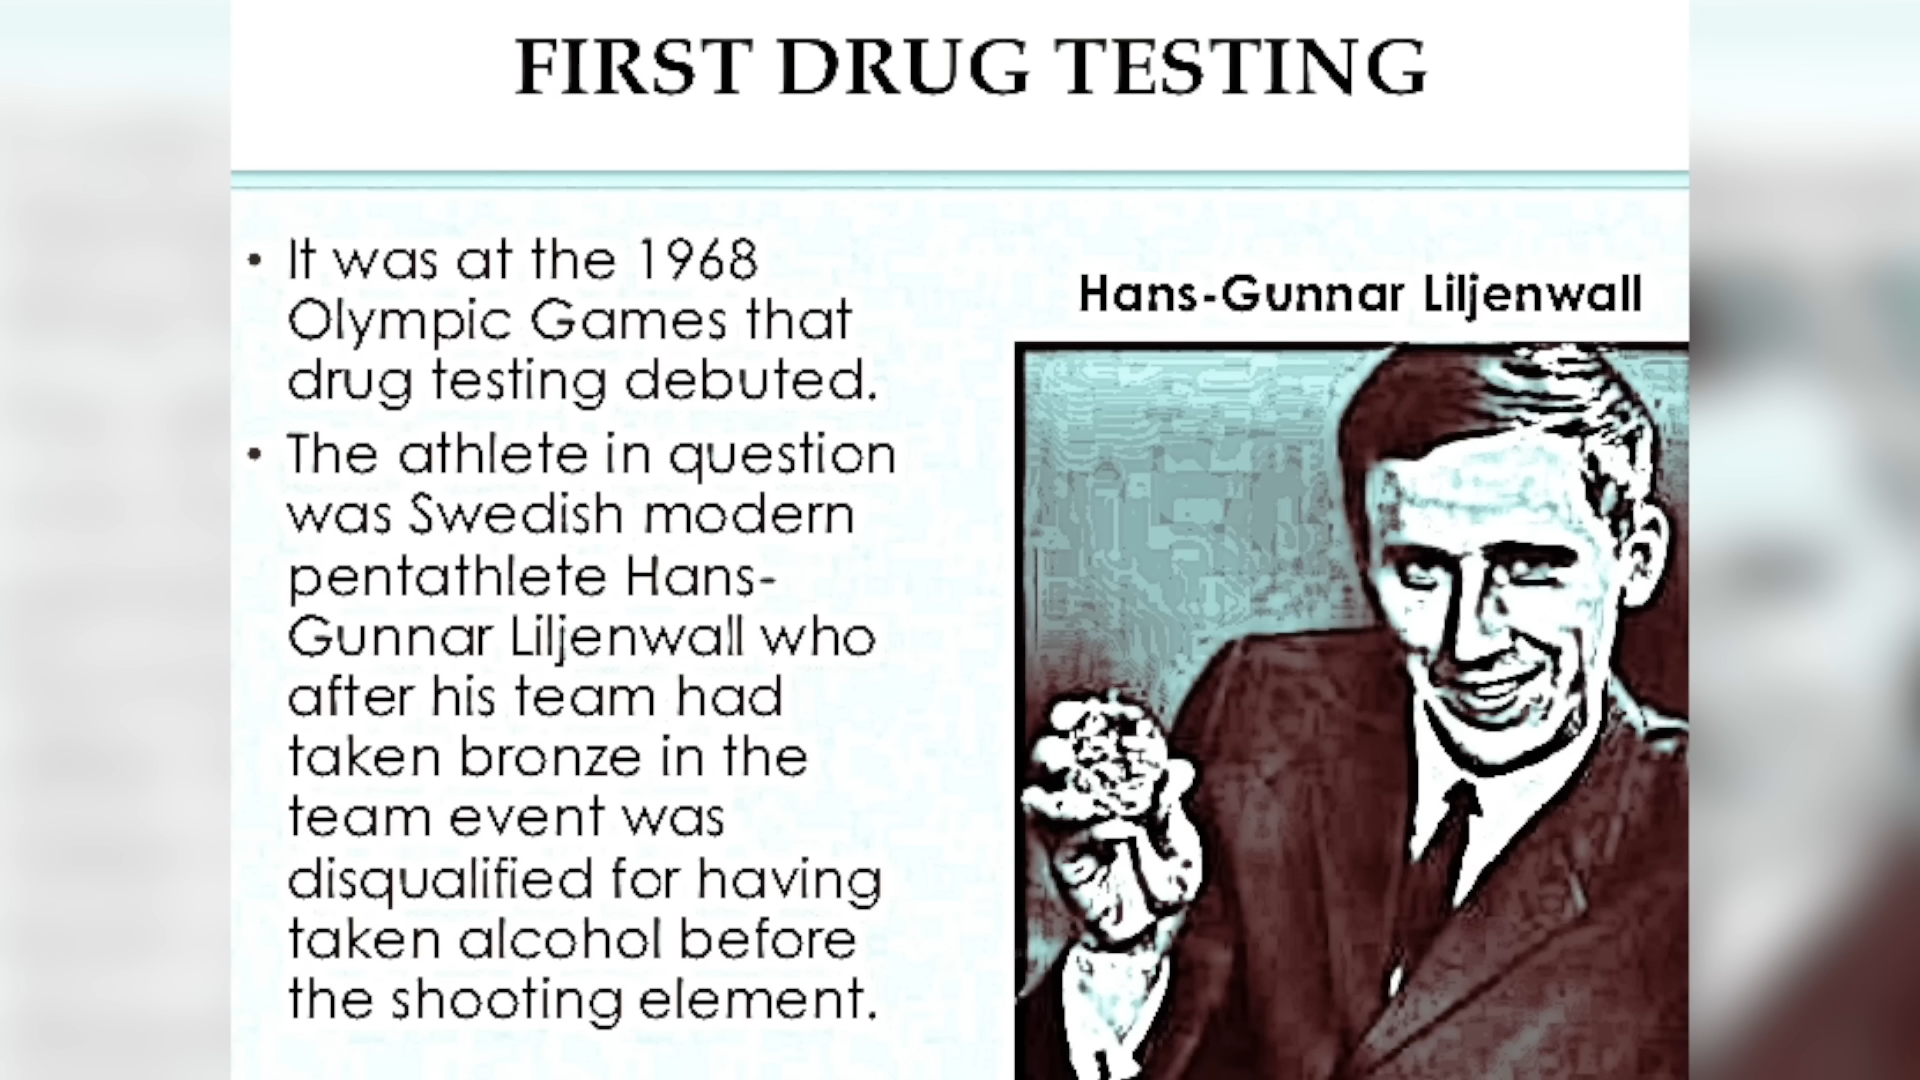 FIRST DRUG TESTING
• It was at the 1968
Olympic Games that
drug testing debuted.
• The athlete in question
was Swedish modern
pentathlete Hans-
Gunnar Liljenwall who
after his team had
taken bronze in the
team event was
disqualified for having
taken alcohol before
the shooting element.
Hans-Gunnar Liljenwall